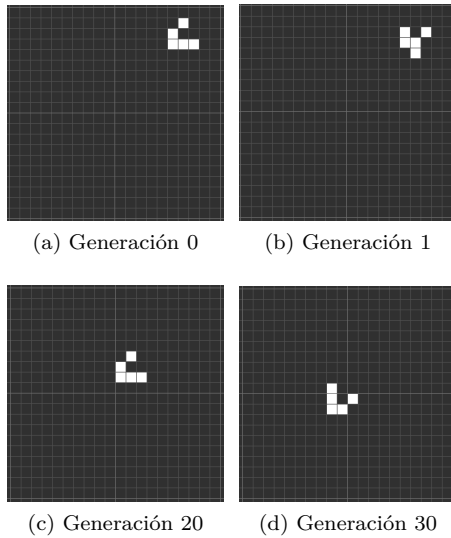 (a) Generación 0
(b) Generación 1
(c) Generación 20
(d) Generación 30